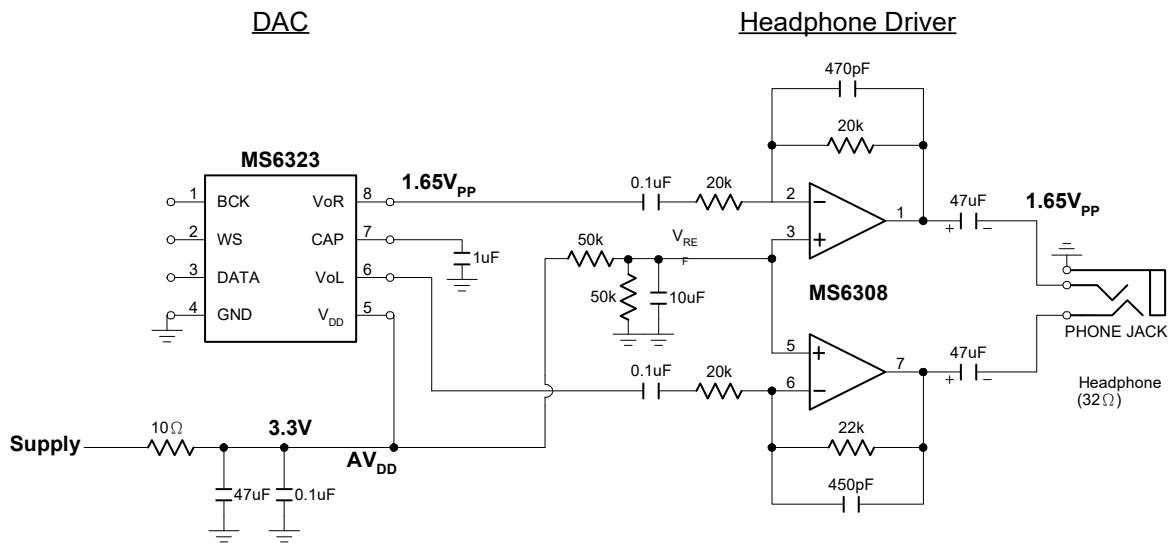 DAC
Headphone Driver
470pF
20k
MS6323
1.65VPP
0.1uF
20k
1 BCK VoR 8
2 WS CAP 7
3 DATA VoL 6
4 GND VDD 5
1uF
2
3
1
47uF
+ −
1.65VPP
50k
VRE
F
50k
10uF
MS6308
PHONE JACK
5
6
7
47uF
+ −
0.1uF
20k
Headphone
(32Ω)
Supply
10Ω
3.3V
AVDD
22k
47uF
0.1uF
450pF